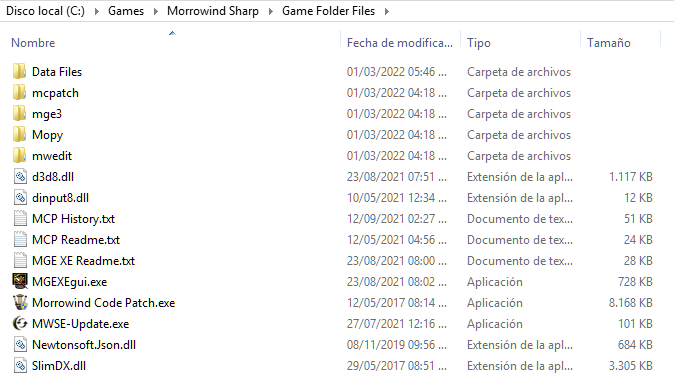 Disco local (C:) Games Morrowind Sharp Game Folder Files
Nombre Fecha de modifica... Tipo Tamaño
Data Files 01/03/2022 05:46 ... Carpeta de archivos
mcpatch 01/03/2022 04:18 ... Carpeta de archivos
mge3 01/03/2022 04:18 ... Carpeta de archivos
Mopy 01/03/2022 04:18 ... Carpeta de archivos
mwedit 01/03/2022 04:18 ... Carpeta de archivos
d3d8.dll 23/08/2021 07:51 ... Extensión de la apl... 1.117 KB
dinput8.dll 10/05/2021 12:34 ... Extensión de la apl... 12 KB
MCP History.txt 12/09/2021 02:27 ... Documento de tex... 51 KB
MCP Readme.txt 12/05/2021 04:56 ... Documento de tex... 24 KB
MGE XE Readme.txt 23/08/2021 08:00 ... Documento de tex... 28 KB
MGEXEgui.exe 23/08/2021 08:02 ... Aplicación 728 KB
Morrowind Code Patch.exe 12/05/2017 08:14 ... Aplicación 8.168 KB
MWSE-Update.exe 27/07/2021 12:16 ... Aplicación 101 KB
Newtonsoft.Json.dll 08/11/2019 09:56 ... Extensión de la apl... 684 KB
SlimDX.dll 29/05/2017 08:51 ... Extensión de la apl... 3.305 KB